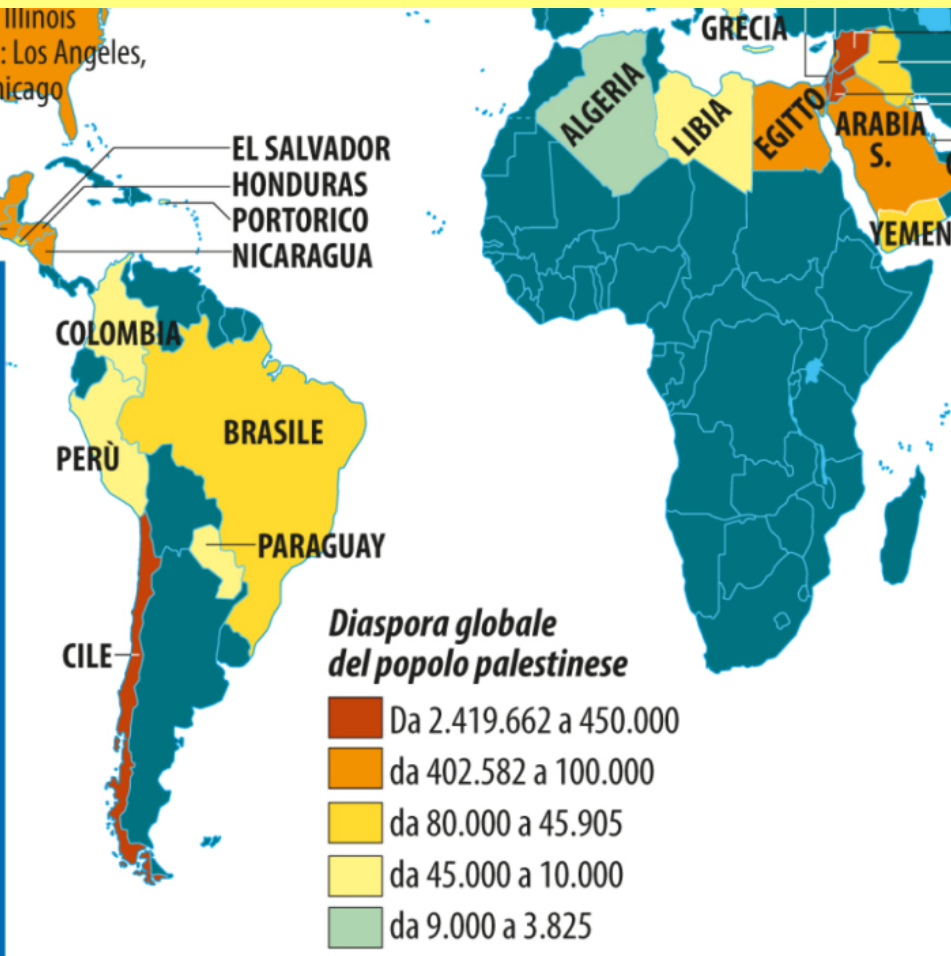 Illinois
: Los Angeles,
hicago
GRECIA
ALGERIA
LIBIA
EGITTO
ARABIA
S.
YEMEN
EL SALVADOR
HONDURAS
PORTORICO
NICARAGUA
COLOMBIA
BRASILE
PERÙ
PARAGUAY
CILE
Diaspora globale
del popolo palestinese
Da 2.419.662 a 450.000
da 402.582 a 100.000
da 80.000 a 45.905
da 45.000 a 10.000
da 9.000 a 3.825